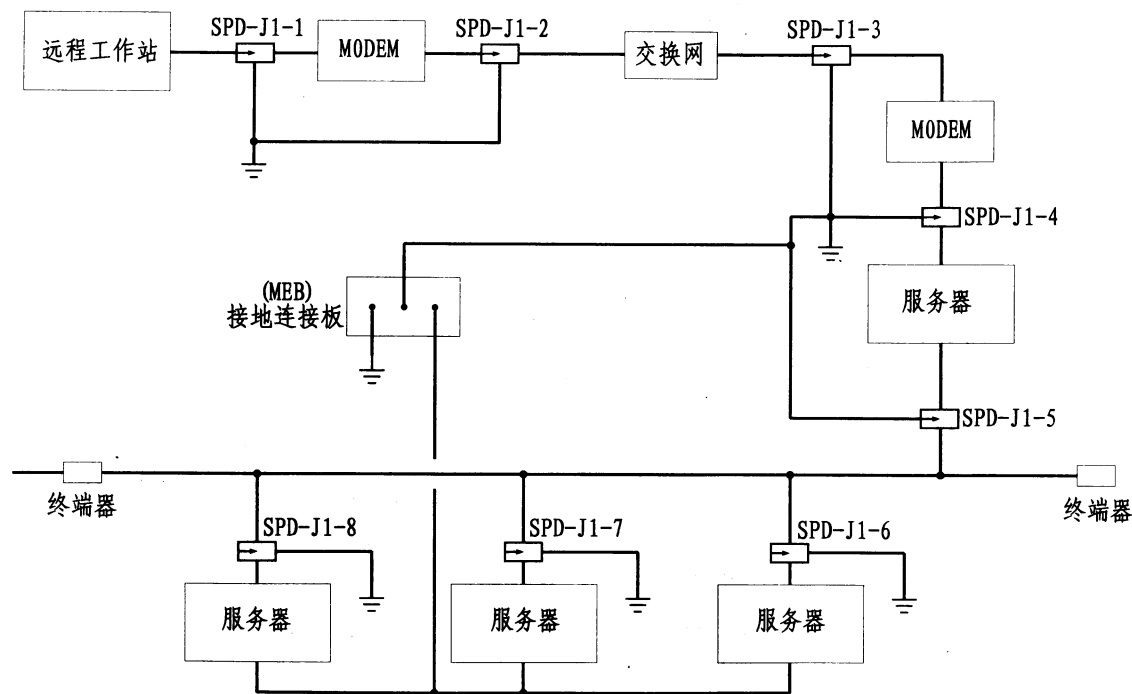 远程工作站
SPD-J1-1
MODEM
SPD-J1-2
交换网
SPD-J1-3
MODEM
SPD-J1-4
(MEB)
接地连接板
服务器
SPD-J1-5
终端器
终端器
SPD-J1-8
SPD-J1-7
SPD-J1-6
服务器
服务器
服务器